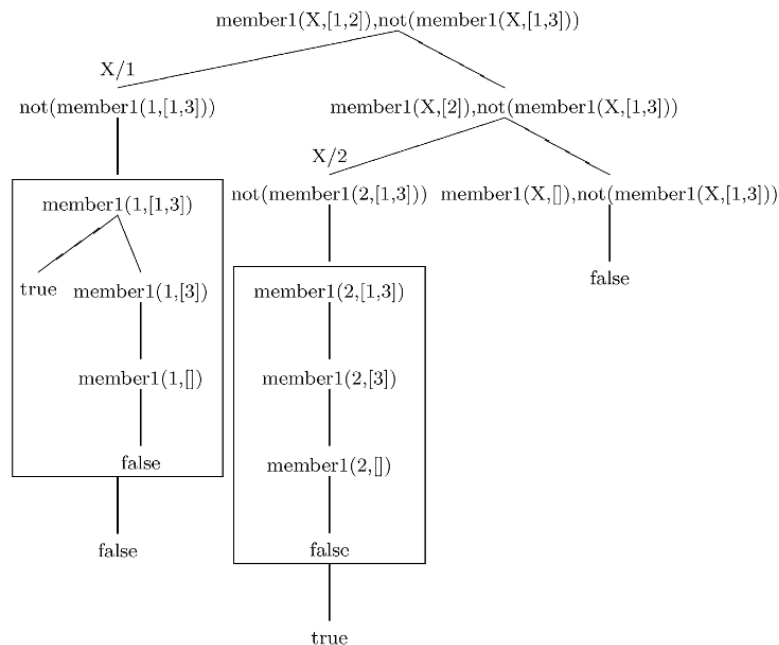 member1(X,[1,2]),not(member1(X,[1,3]))
X/1
not(member1(1,[1,3]))
member1(X,[2]),not(member1(X,[1,3]))
X/2
member1(1,[1,3])
not(member1(2,[1,3]))
member1(X,[]),not(member1(X,[1,3]))
true
member1(1,[3])
member1(2,[1,3])
false
member1(1,[])
member1(2,[3])
false
member1(2,[])
false
false
true